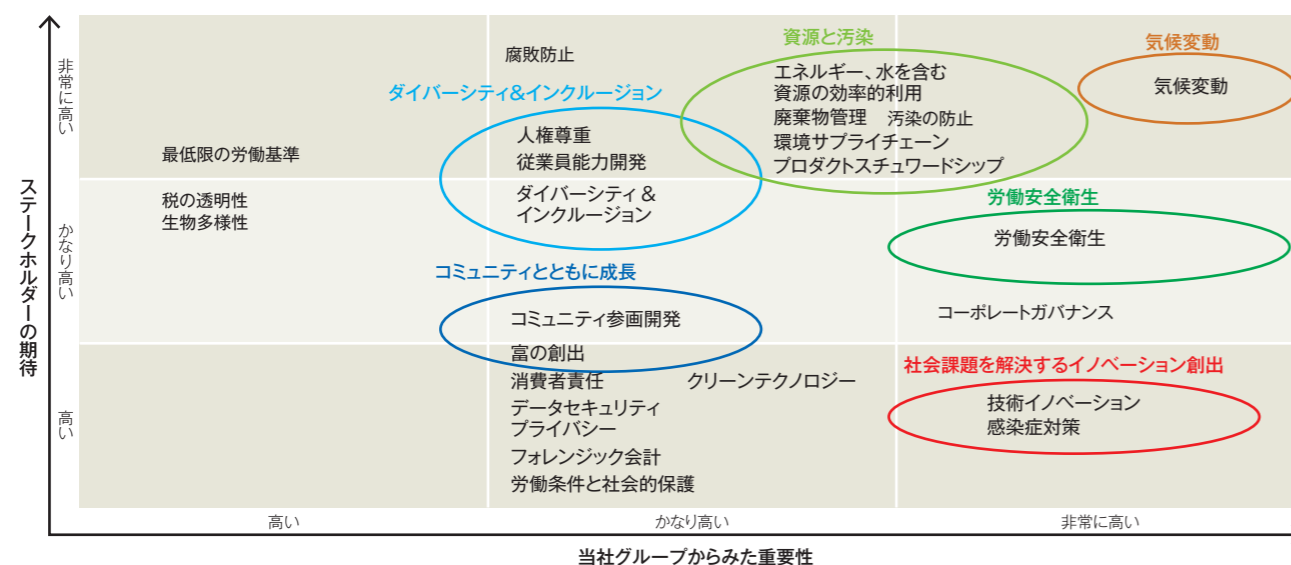 ステークホルダーの期待
非常に高い
かなり高い
高い
最低限の労働基準
税の透明性
生物多様性
腐敗防止
ダイバーシティ&インクルージョン
人権尊重
従業員能力開発
ダイバーシティ&
インクルージョン
コミュニティとともに成長
コミュニティ参画開発
富の創出
消費者責任
クリーンテクノロジー
データセキュリティ
プライバシー
フォレンジック会計
労働条件と社会的保護
資源と汚染
エネルギー、水を含む
資源の効率的利用
廃棄物管理 汚染の防止
環境サプライチェーン
プロダクトスチュワードシップ
気候変動
気候変動
労働安全衛生
労働安全衛生
コーポレートガバナンス
社会課題を解決するイノベーション創出
技術イノベーション
感染症対策
高い
かなり高い
非常に高い
当社グループからみた重要性